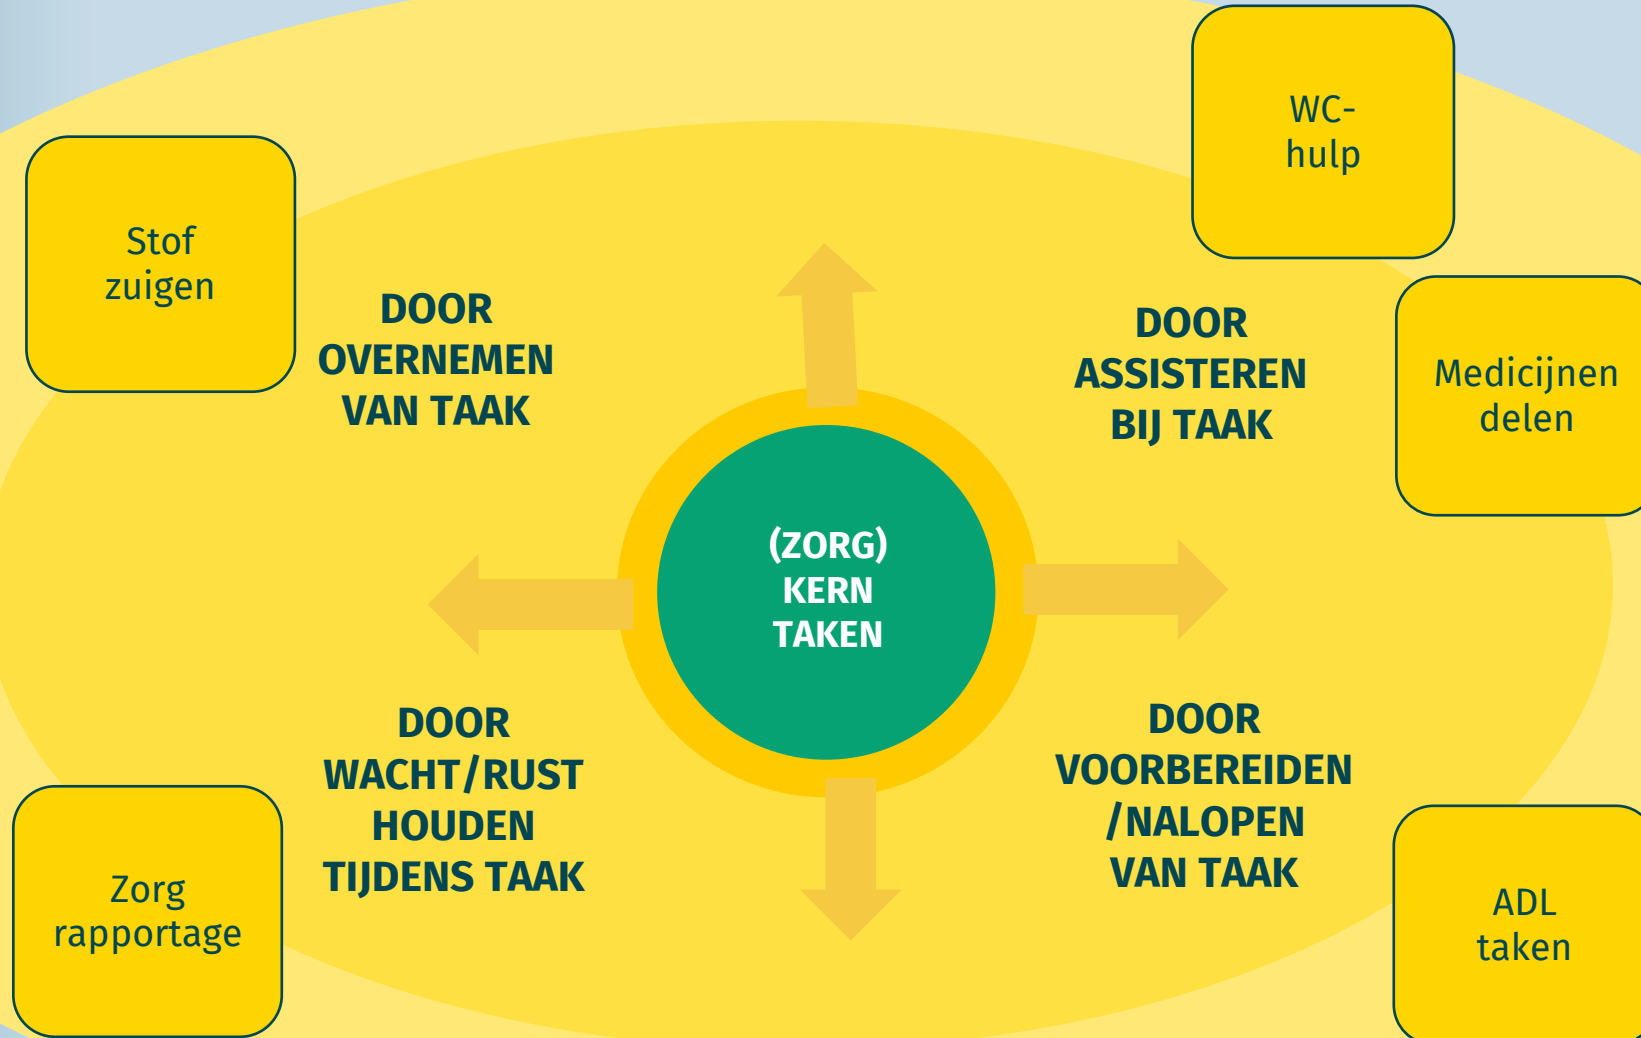 WC-
hulp
Stof
zuigen
DOOR
OVERNEMEN
VAN TAAK
DOOR
ASSISTEREN
BIJ TAAK
Medicijnen
delen
(ZORG)
KERN
TAKEN
DOOR
WACHT/RUST
HOUDEN
TIJDENS TAAK
DOOR
VOORBEREIDEN
/NALOPEN
VAN TAAK
Zorg
rapportage
ADL
taken